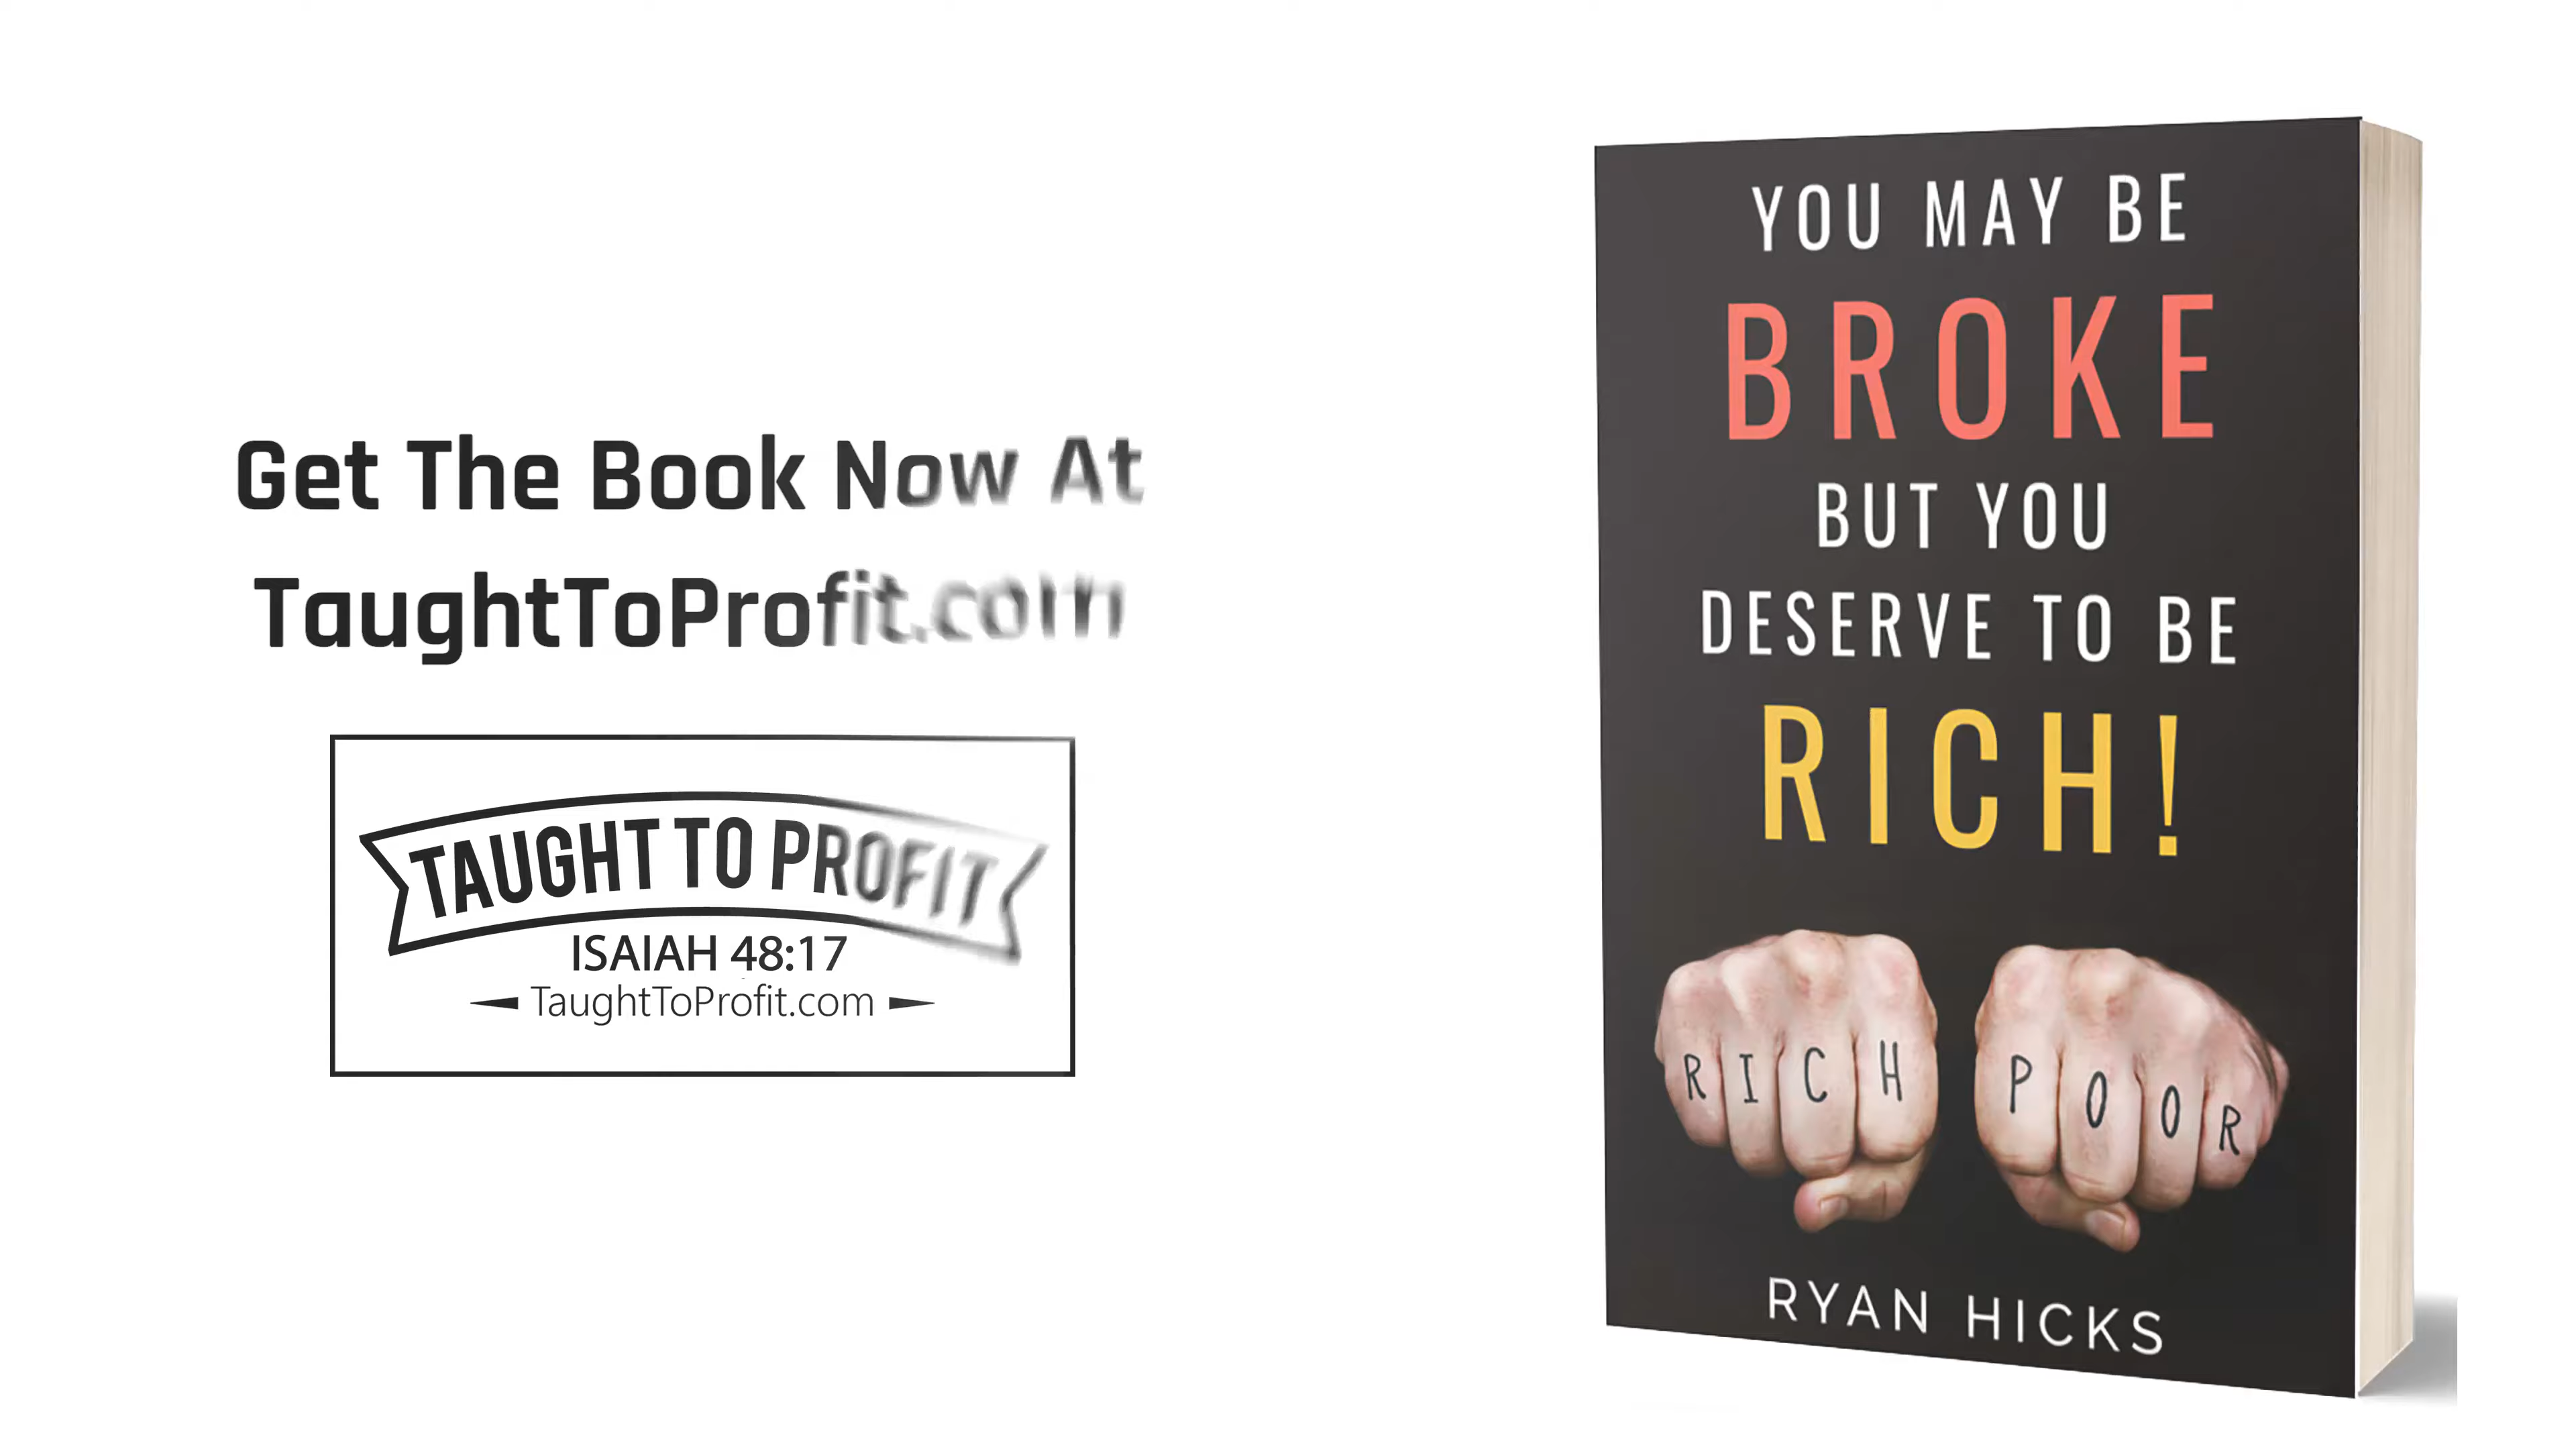 Get The Book Now At
TaughtToProfit.com
TAUGHT TO PROFIT
ISAIAH 48:17
TaughtToProfit.com
YOU MAY BE
BROKE
BUT YOU
DESERVE TO BE
RICH!
RICH POOR
RYAN HICKS